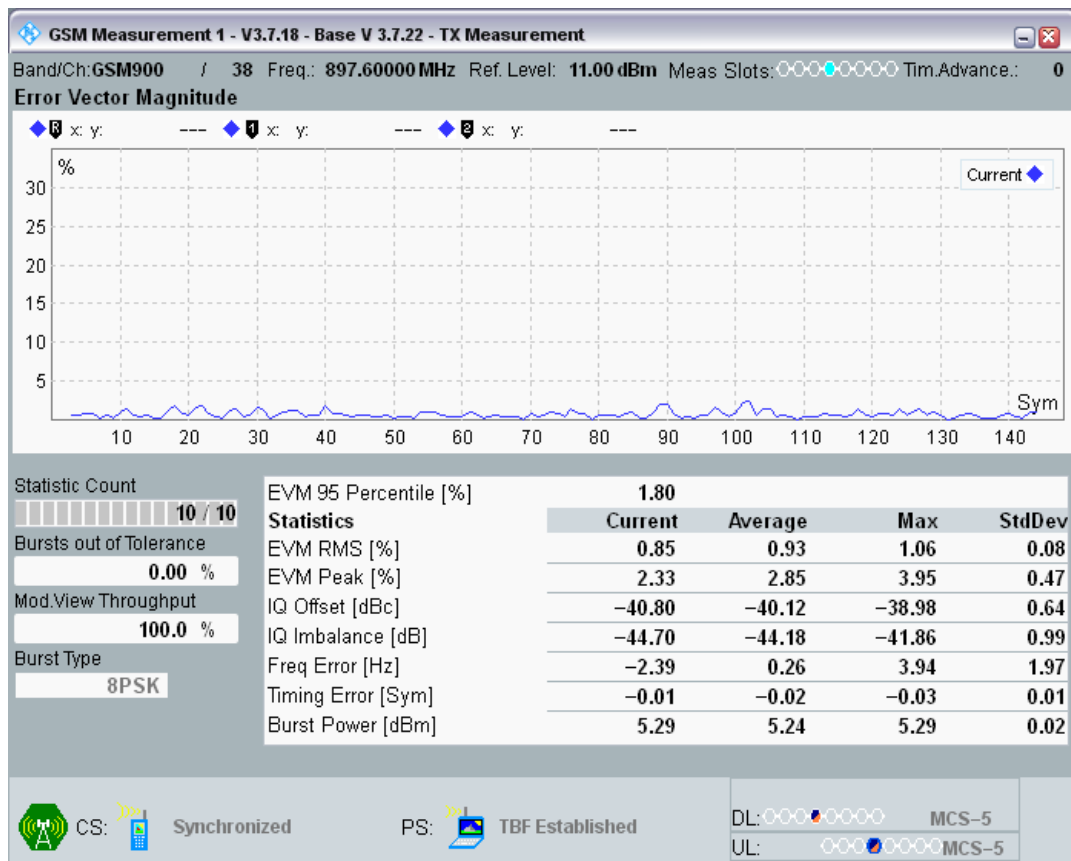 GSM Measurement 1 - V3.7.18 - Base V 3.7.22 - TX Measurement
Band/Ch:GSM900 / 38 Freq.: 897.60000 MHz Ref. Level: 11.00 dBm Meas Slots: Tim.Advance.: 0
Error Vector Magnitude
R x: y: --- 1 x: y: --- 2 x: y: ---
%
Current
30
25
20
15
10
5
Sym
10 20 30 40 50 60 70 80 90 100 110 120 130 140
Statistic Count
10 / 10
Bursts out of Tolerance
0.00 %
Mod.View Throughput
100.0 %
Burst Type
8PSK
EVM 95 Percentile [%] 1.80
Statistics Current Average Max StdDev
EVM RMS [%] 0.85 0.93 1.06 0.08
EVM Peak [%] 2.33 2.85 3.95 0.47
IQ Offset [dBc] −40.80 −40.12 −38.98 0.64
IQ Imbalance [dB] −44.70 −44.18 −41.86 0.99
Freq Error [Hz] −2.39 0.26 3.94 1.97
Timing Error [Sym] −0.01 −0.02 −0.03 0.01
Burst Power [dBm] 5.29 5.24 5.29 0.02
CS: Synchronized PS: TBF Established
DL: MCS−5
UL: MCS−5